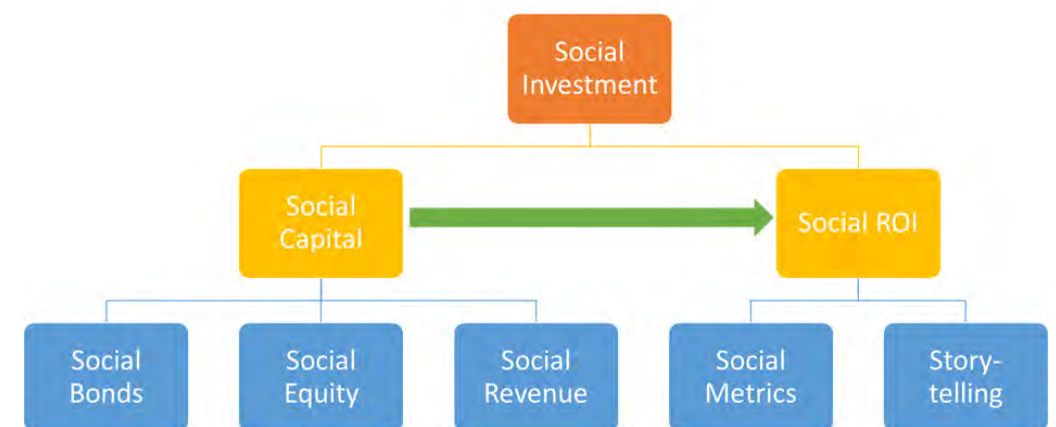 Social
Investment
Social
Capital
Social ROI
Social
Bonds
Social
Equity
Social
Revenue
Social
Metrics
Story-
telling